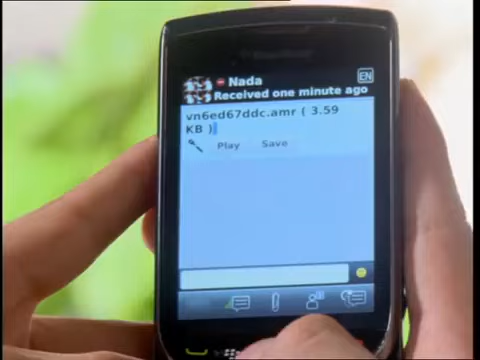 Nada
EN
Received one minute ago
vn6ed67ddc.amr ( 3.59
KB )
Play Save